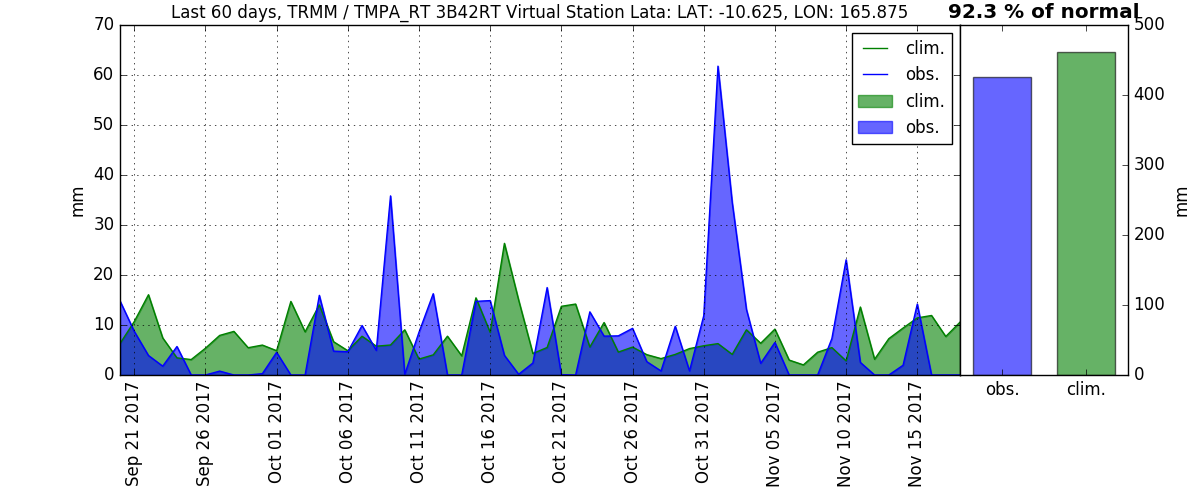 Last 60 days, TRMM / TMPA_RT 3B42RT Virtual Station Lata: LAT: -10.625, LON: 165.875
92.3 % of normal
70
60
50
40
30
20
10
0
mm
clim.
obs.
clim.
obs.
Sep 21 2017
Sep 26 2017
Oct 01 2017
Oct 06 2017
Oct 11 2017
Oct 16 2017
Oct 21 2017
Oct 26 2017
Oct 31 2017
Nov 05 2017
Nov 10 2017
Nov 15 2017
500
400
300
200
100
0
mm
obs.
clim.